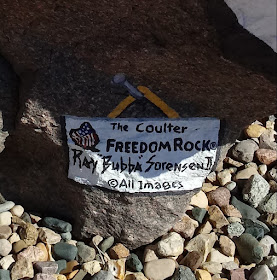 The Coulter
FREEDOM ROCK®
Ray "Bubba" Sorensen II
©All Images